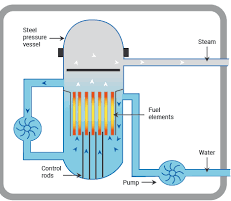 Steel
pressure
vessel
Steam
Fuel
elements
Water
Control
rods
Pump